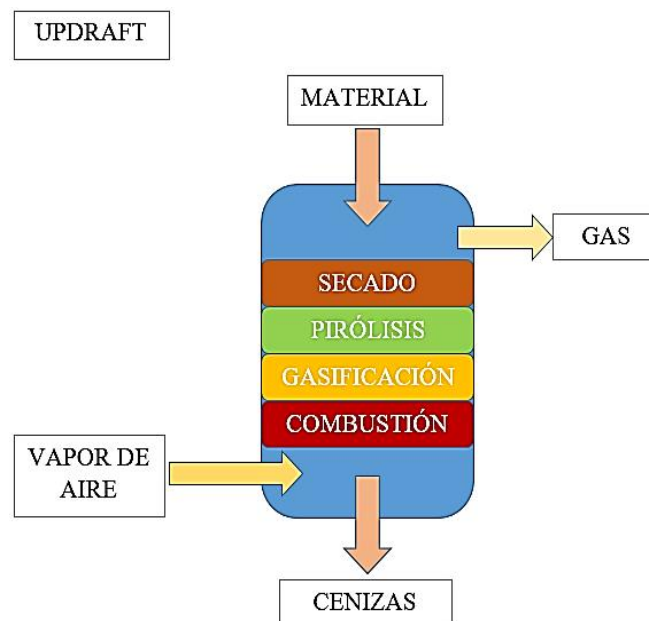 UPDRAFT
MATERIAL
GAS
SECADO
PIRÓLISIS
GASIFICACIÓN
COMBUSTIÓN
VAPOR DE
AIRE
CENIZAS